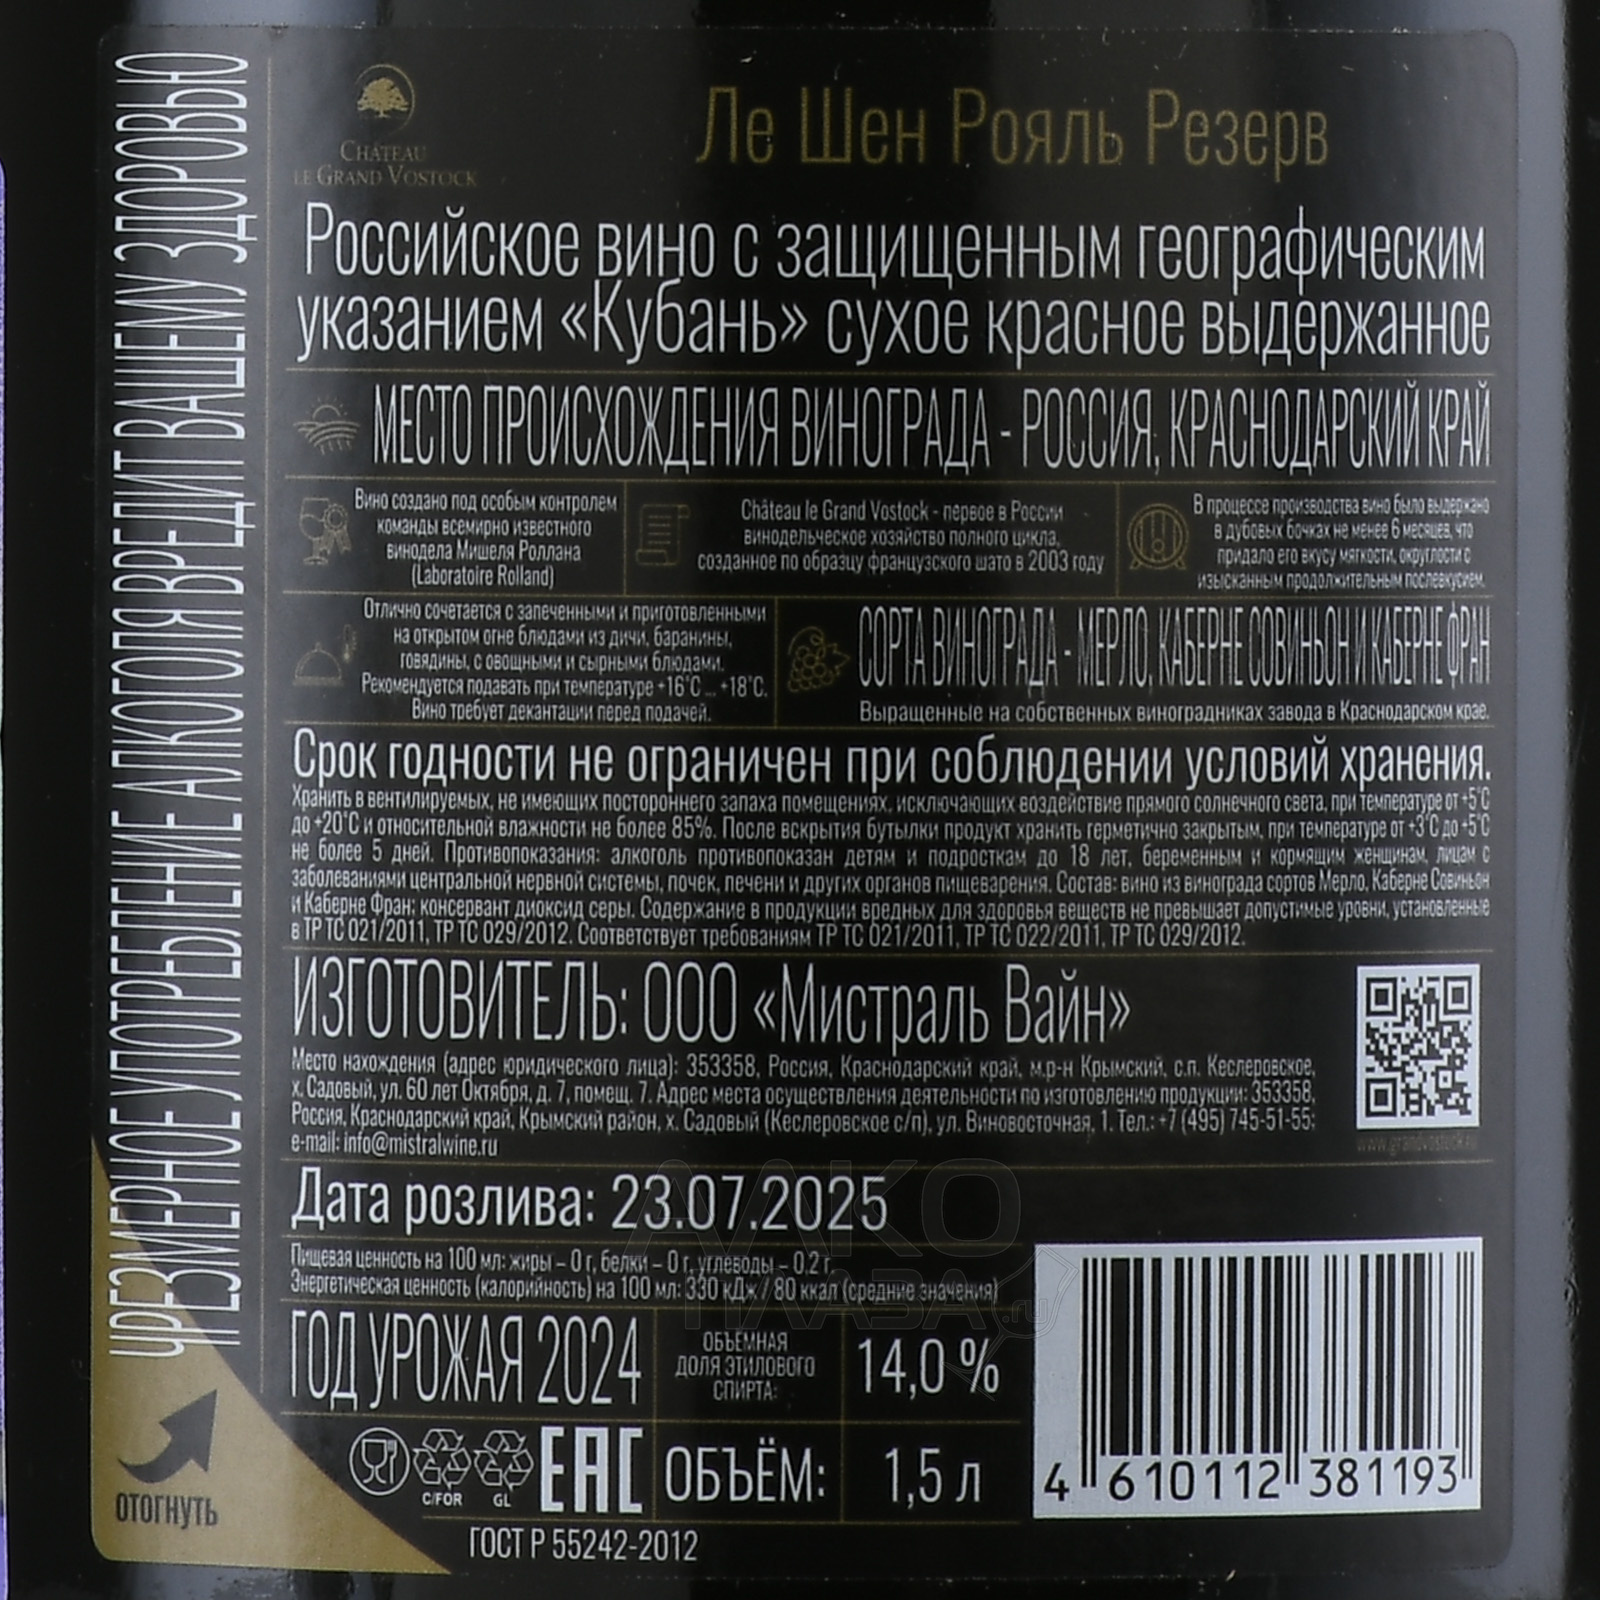 ЧРЕЗМЕРНОЕ УПОТРЕБЛЕНИЕ АЛКОГОЛЯ ВРЕДИТ ВАШЕМУ ЗДОРОВЬЮ
CHÂTEAU
LE GRAND VOSTOCK
Ле Шен Рояль Резерв
Российское вино с защищенным географическим
указанием «Кубань» сухое красное выдержанное
МЕСТО ПРОИСХОЖДЕНИЯ ВИНОГРАДА - РОССИЯ, КРАСНОДАРСКИЙ КРАЙ
Вино создано под особым контролем
команды всемирно известного
винодела Мишеля Роллана
(Laboratoire Rolland)
Château le Grand Vostock - первое в России
винодельческое хозяйство полного цикла,
созданное по образцу французского шато в 2003 году
В процессе производства вино было выдержано
в дубовых бочках не менее 6 месяцев, что
придало его вкусу мягкости, округлости с
изысканным продолжительным послевкусием.
Отлично сочетается с запеченными и приготовленными
на открытом огне блюдами из дичи, баранины,
говядины, с овощными и сырными блюдами.
Рекомендуется подавать при температуре +16°С ... +18°С.
Вино требует декантации перед подачей.
СОРТА ВИНОГРАДА - МЕРЛО, КАБЕРНЕ СОВИНЬОН И КАБЕРНЕ ФРАН
Выращенные на собственных виноградниках завода в Краснодарском крае.
Срок годности не ограничен при соблюдении условий хранения.
Хранить в вентилируемых, не имеющих постороннего запаха помещениях, исключающих воздействие прямого солнечного света, при температуре от +5°С
до +20°С и относительной влажности не более 85%. После вскрытия бутылки продукт хранить герметично закрытым, при температуре от +3°С до +5°С
не более 5 дней. Противопоказания: алкоголь противопоказан детям и подросткам до 18 лет, беременным и кормящим женщинам, лицам с
заболеваниями центральной нервной системы, почек, печени и других органов пищеварения. Состав: вино из винограда сортов Мерло, Каберне Совиньон
и Каберне Фран; консервант диоксид серы. Содержание в продукции вредных для здоровья веществ не превышает допустимые уровни, установленные
в ТР ТС 021/2011, ТР ТС 029/2012. Соответствует требованиям ТР ТС 021/2011, ТР ТС 022/2011, ТР ТС 029/2012.
ИЗГОТОВИТЕЛЬ: ООО «Мистраль Вайн»
Место нахождения (адрес юридического лица): 353358, Россия, Краснодарский край, м.р-н Крымский, с.п. Кеслеровское,
х. Садовый, ул. 60 лет Октября, д. 7, помещ. 7. Адрес места осуществления деятельности по изготовлению продукции: 353358,
Россия, Краснодарский край, Крымский район, х. Садовый (Кеслеровское с/п), ул. Виновосточная, 1. Тел.: +7 (495) 745-51-55;
e-mail: info@mistralwine.ru
www.grandvostock.ru
Дата розлива: 23.07.2025
Пищевая ценность на 100 мл: жиры – 0 г, белки – 0 г, углеводы – 0,2 г.
Энергетическая ценность (калорийность) на 100 мл: 330 кДж / 80 ккал (средние значения)
АЛКО
ПЛАЗА.ru
ГОД УРОЖАЯ 2024
ОБЪЁМНАЯ
ДОЛЯ ЭТИЛОВОГО
СПИРТА:
14,0 %
C/FOR
GL
EAC
ОБЪЁМ:
1,5 л
4 610112 381193
ОТОГНУТЬ
ГОСТ Р 55242-2012